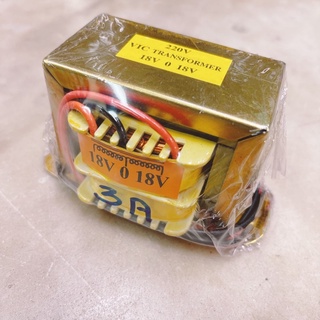 220V
VTC TRANSFORMER
18V 0 18V
18V 0 18V
3A